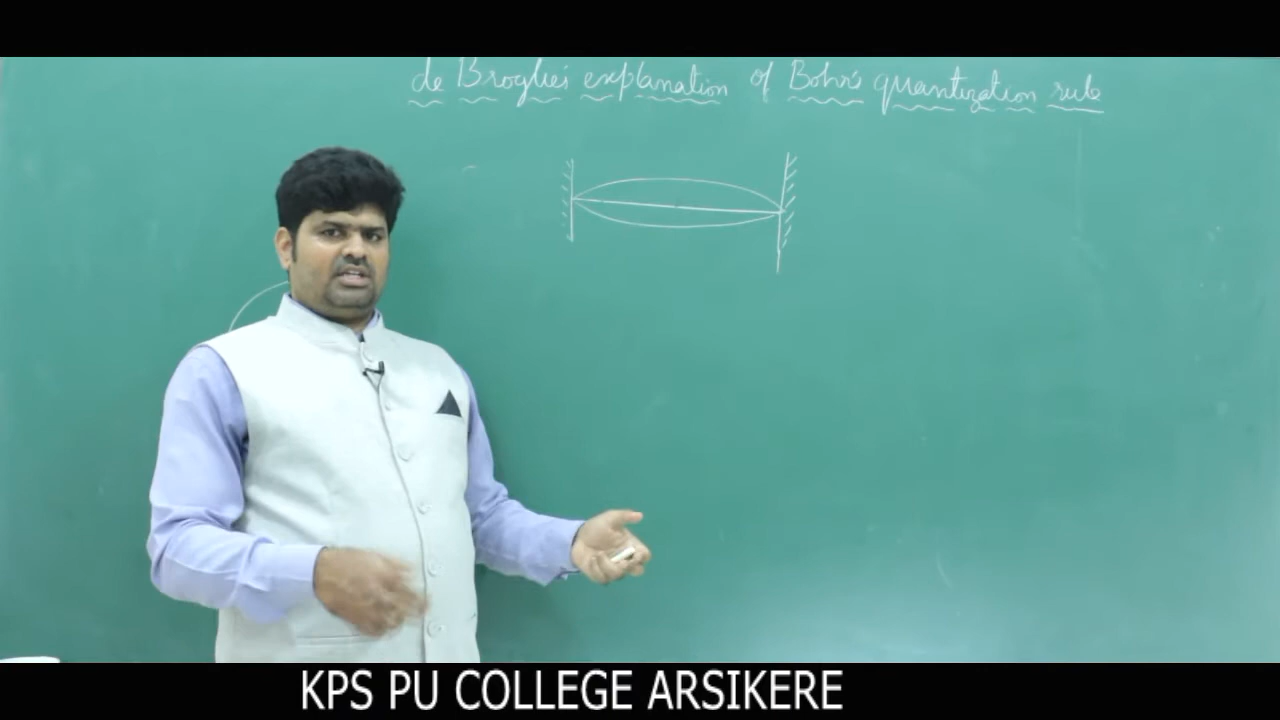 de Broglie's explanation of Bohr's quantization rule
KPS PU COLLEGE ARSIKERE